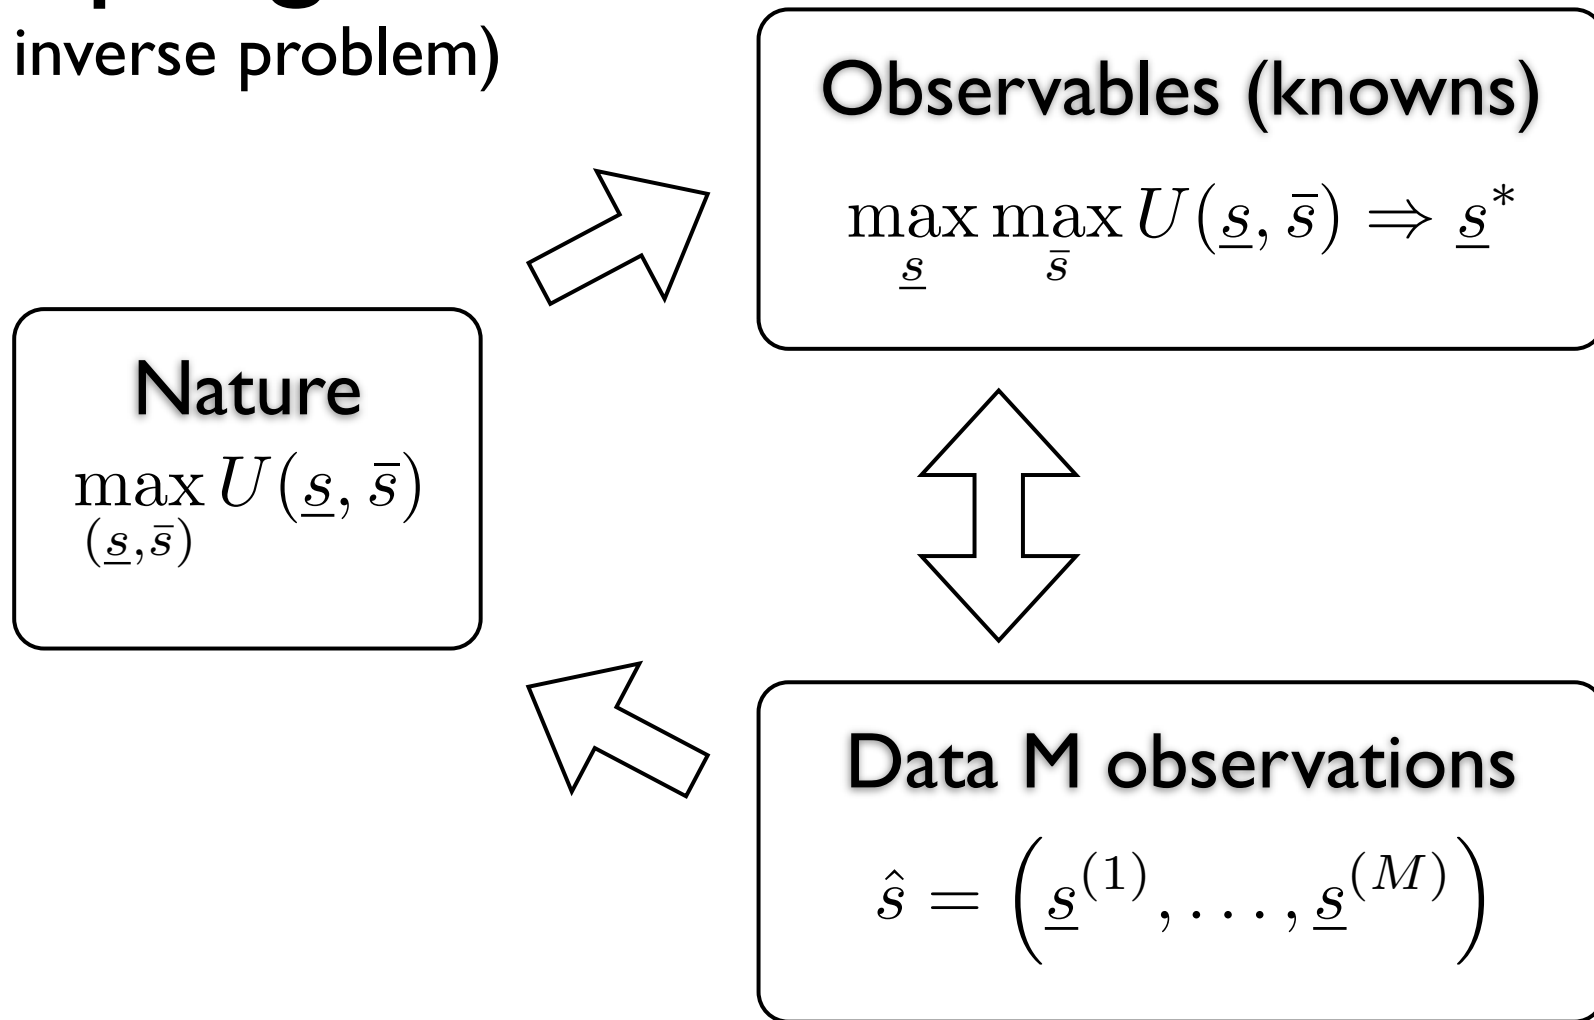 inverse problem)
Observables (knowns)
max max U(s̲, s̄) ⇒ s̲*
s̲ s̄
Nature
max U(s̲, s̄)
(s̲,s̄)
Data M observations
ŝ = (s̲^(1), . . . , s̲^(M))